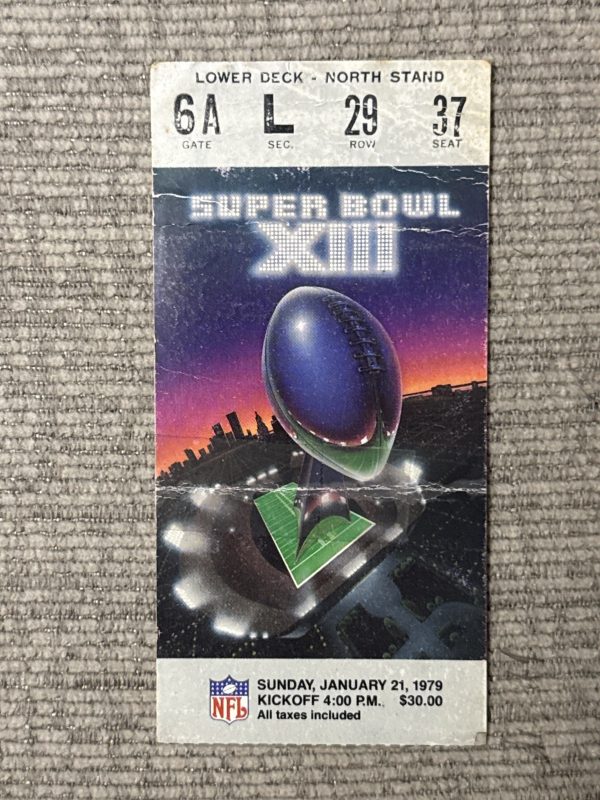 LOWER DECK - NORTH STAND
6A L 29 37
GATE SEC. ROW SEAT
SUPER BOWL
XIII
NFL
SUNDAY, JANUARY 21, 1979
KICKOFF 4:00 P.M. $30.00
All taxes included